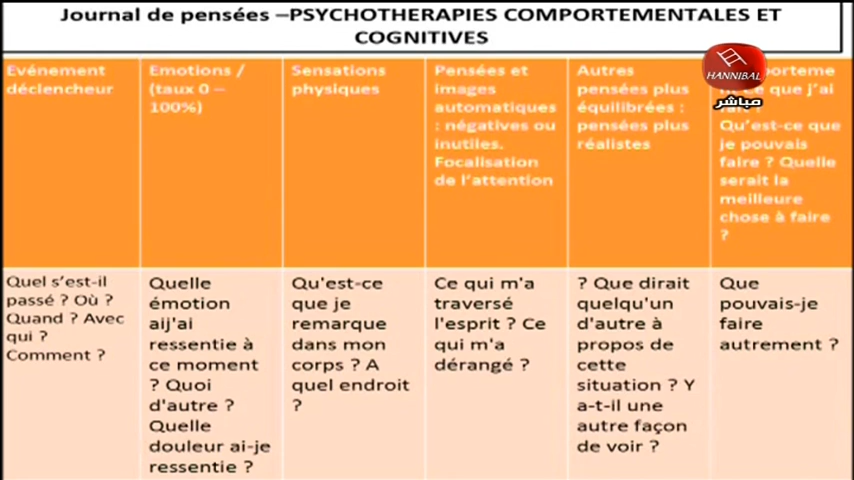 Journal de pensées –PSYCHOTHERAPIES COMPORTEMENTALES ET
COGNITIVES
Evénement
déclencheur
Emotions /
(taux 0 –
100%)
Sensations
physiques
Pensées et
images
automatiques
: négatives ou
inutiles.
Focalisation
de l'attention
Autres
pensées plus
équilibrées :
pensées plus
réalistes
que j'ai
Qu'est-ce que
je pouvais
faire ? Quelle
serait la
meilleure
chose à faire
?
HANNIBAL
مباشر
Quel s'est-il
passé ? Où ?
Quand ? Avec
qui ?
Comment ?
Quelle
émotion
aij'ai
ressentie à
ce moment
? Quoi
d'autre ?
Quelle
douleur ai-je
ressentie ?
Qu'est-ce
que je
remarque
dans mon
corps ? A
quel endroit
?
Ce qui m'a
traversé
l'esprit ? Ce
qui m'a
dérangé ?
? Que dirait
quelqu'un
d'autre à
propos de
cette
situation ? Y
a-t-il une
autre façon
de voir ?
Que
pouvais-je
faire
autrement ?